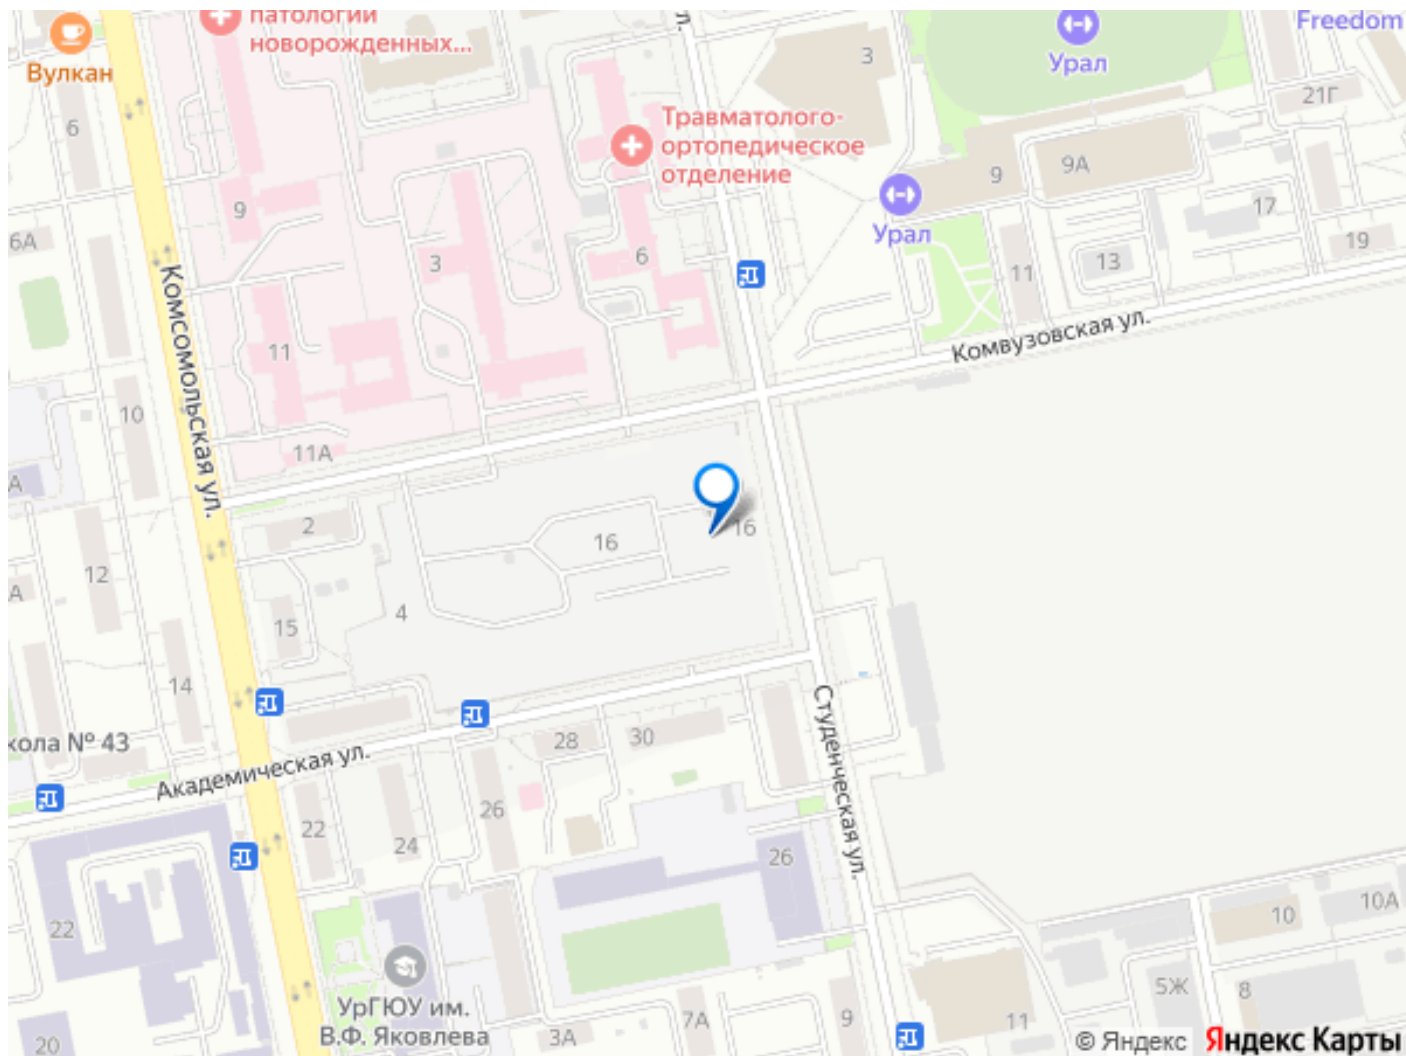 патологии
новорожденных...
Вулкан
6
9
6А
3
Урал
Freedom
21Г
Травматолого-
ортопедическое
отделение
9
9А
Урал
17
19
13
11
3
6
11
Комсомольская ул.
Комвузовская ул.
10
11А
А
2
16
16
12
А
4
15
14
Студенческая ул.
кола № 43
Академическая ул.
28
30
26
22
24
26
22
УрГЮУ им.
В.Ф. Яковлева
20
3А
7А
9
11
10
10А
5Ж
8
© Яндекс Яндекс Карты